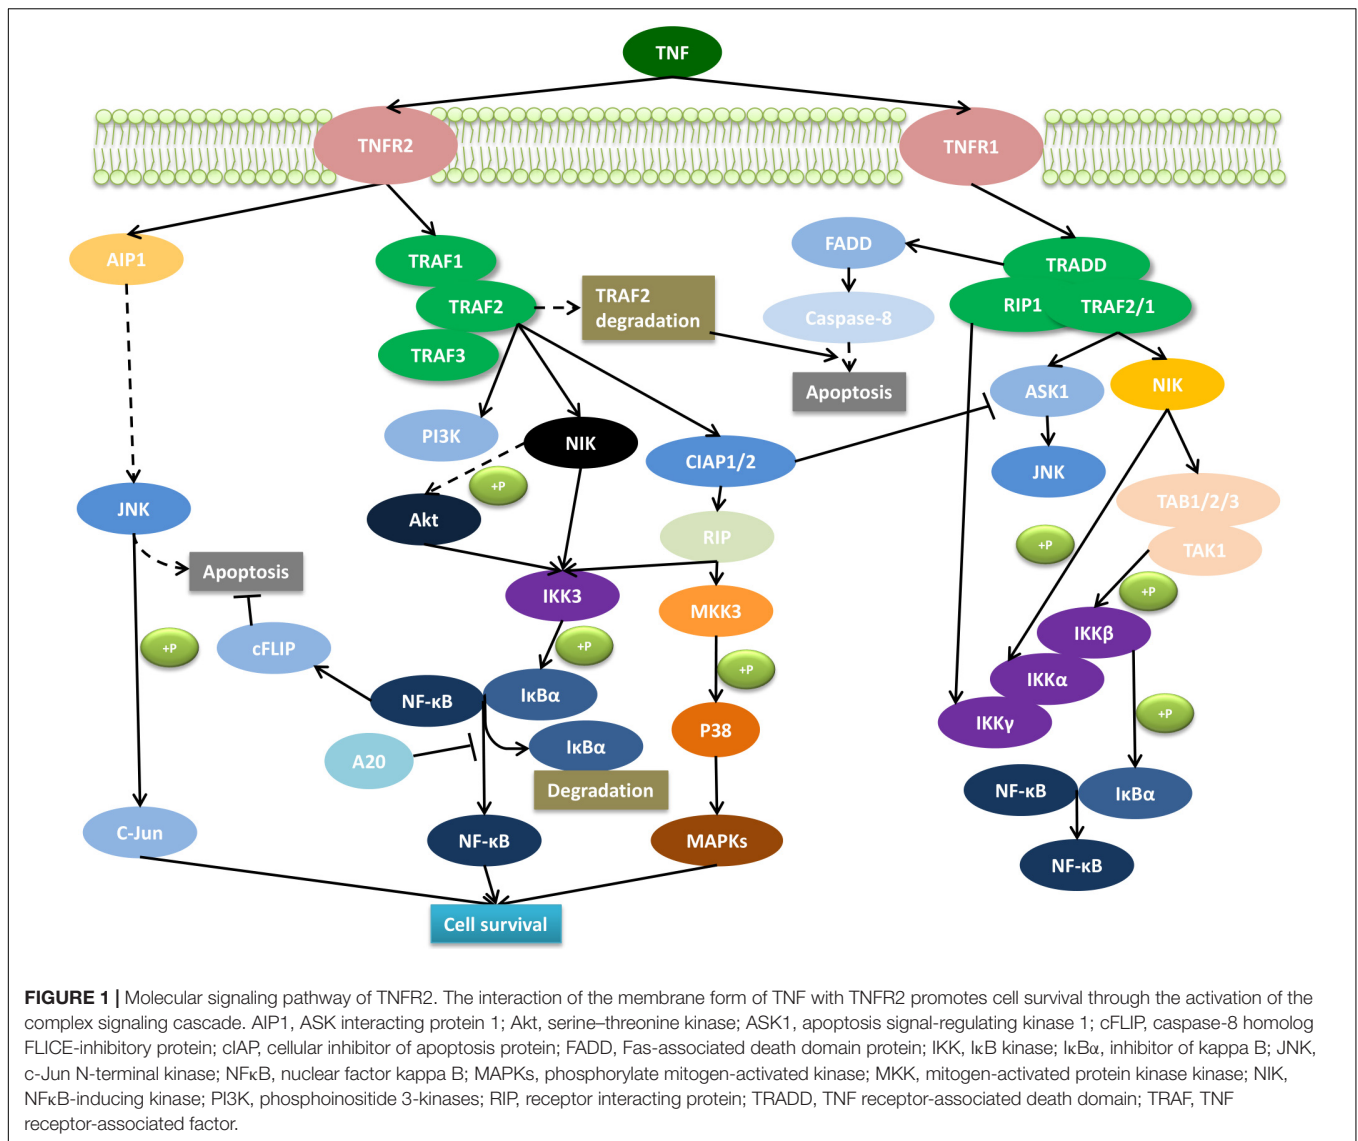 TNF
TNFR2
TNFR1
AIP1
TRAF1
TRAF2
TRAF3
TRAF2
degradation
FADD
Caspase-8
Apoptosis
TRADD
RIP1
TRAF2/1
ASK1
NIK
JNK
PI3K
NIK
CIAP1/2
+P
Akt
RIP
JNK
Apoptosis
TAB1/2/3
TAK1
+P
+P
IKK3
MKK3
+P
cFLIP
+P
+P
IKKβ
IKKα
IKKγ
+P
NF-κB
IκBα
P38
A20
IκBα
Degradation
NF-κB
IκBα
C-Jun
NF-κB
MAPKs
NF-κB
Cell survival
FIGURE 1 | Molecular signaling pathway of TNFR2. The interaction of the membrane form of TNF with TNFR2 promotes cell survival through the activation of the
complex signaling cascade. AIP1, ASK interacting protein 1; Akt, serine–threonine kinase; ASK1, apoptosis signal-regulating kinase 1; cFLIP, caspase-8 homolog
FLICE-inhibitory protein; cIAP, cellular inhibitor of apoptosis protein; FADD, Fas-associated death domain protein; IKK, IκB kinase; IκBα, inhibitor of kappa B; JNK,
c-Jun N-terminal kinase; NFκB, nuclear factor kappa B; MAPKs, phosphorylate mitogen-activated kinase; MKK, mitogen-activated protein kinase kinase; NIK,
NFκB-inducing kinase; PI3K, phosphoinositide 3-kinases; RIP, receptor interacting protein; TRADD, TNF receptor-associated death domain; TRAF, TNF
receptor-associated factor.